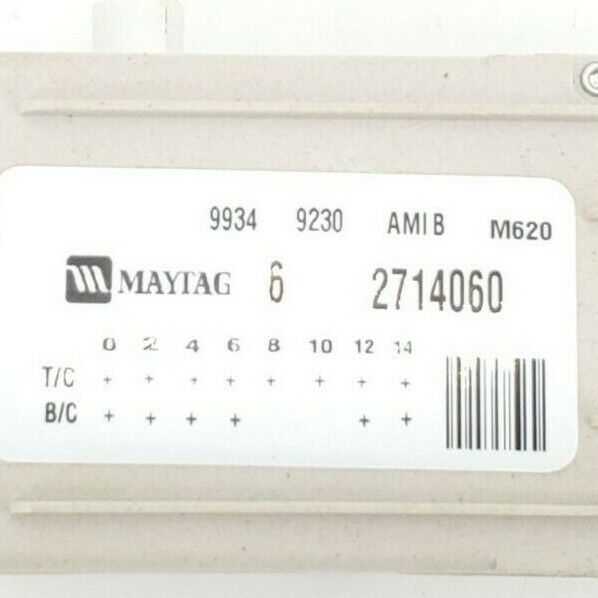 9934 9230 AMI B M620
MAYTAG 6 2714060
0 2 4 6 8 10 12 14
T/C + + + + + + + +
B/C + + + + + +